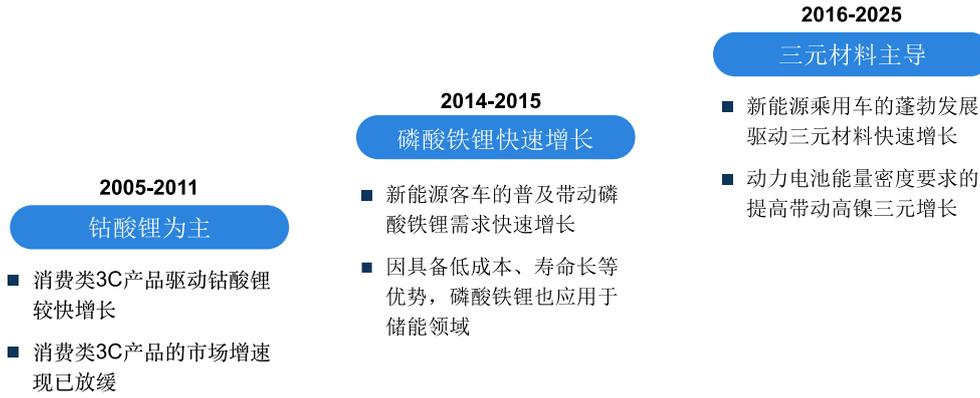 2005-2011
钴酸锂为主
消费类3C产品驱动钴酸锂
较快增长
消费类3C产品的市场增速
现已放缓
2014-2015
磷酸铁锂快速增长
新能源客车的普及带动磷
酸铁锂需求快速增长
因具备低成本、寿命长等
优势，磷酸铁锂也应用于
储能领域
2016-2025
三元材料主导
新能源乘用车的蓬勃发展
驱动三元材料快速增长
动力电池能量密度要求的
提高带动高镍三元增长